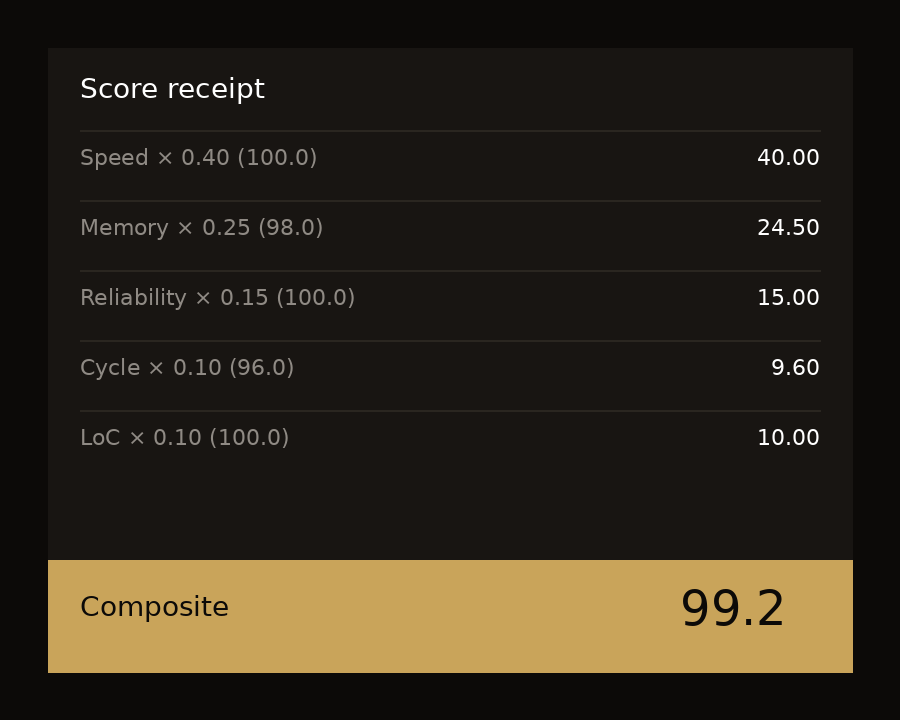 Score receipt
Speed × 0.40 (100.0) 40.00
Memory × 0.25 (98.0) 24.50
Reliability × 0.15 (100.0) 15.00
Cycle × 0.10 (96.0) 9.60
LoC × 0.10 (100.0) 10.00
Composite 99.2